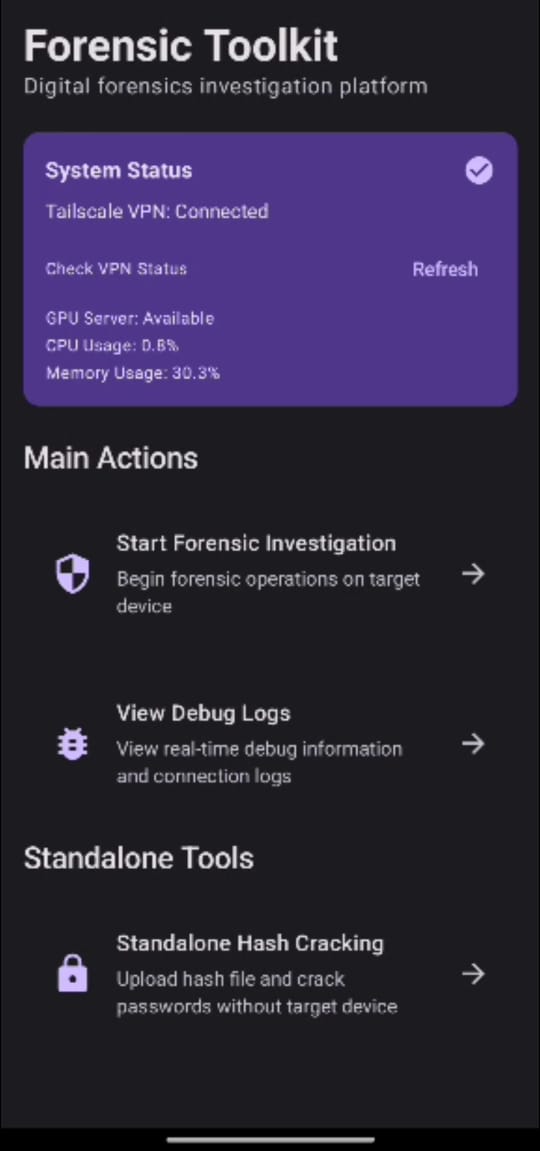 Forensic Toolkit
Digital forensics investigation platform
System Status
Tailscale VPN: Connected
Check VPN Status
Refresh
GPU Server: Available
CPU Usage: 0.8%
Memory Usage: 30.3%
Main Actions
Start Forensic Investigation
Begin forensic operations on target
device
View Debug Logs
View real-time debug information
and connection logs
Standalone Tools
Standalone Hash Cracking
Upload hash file and crack
passwords without target device